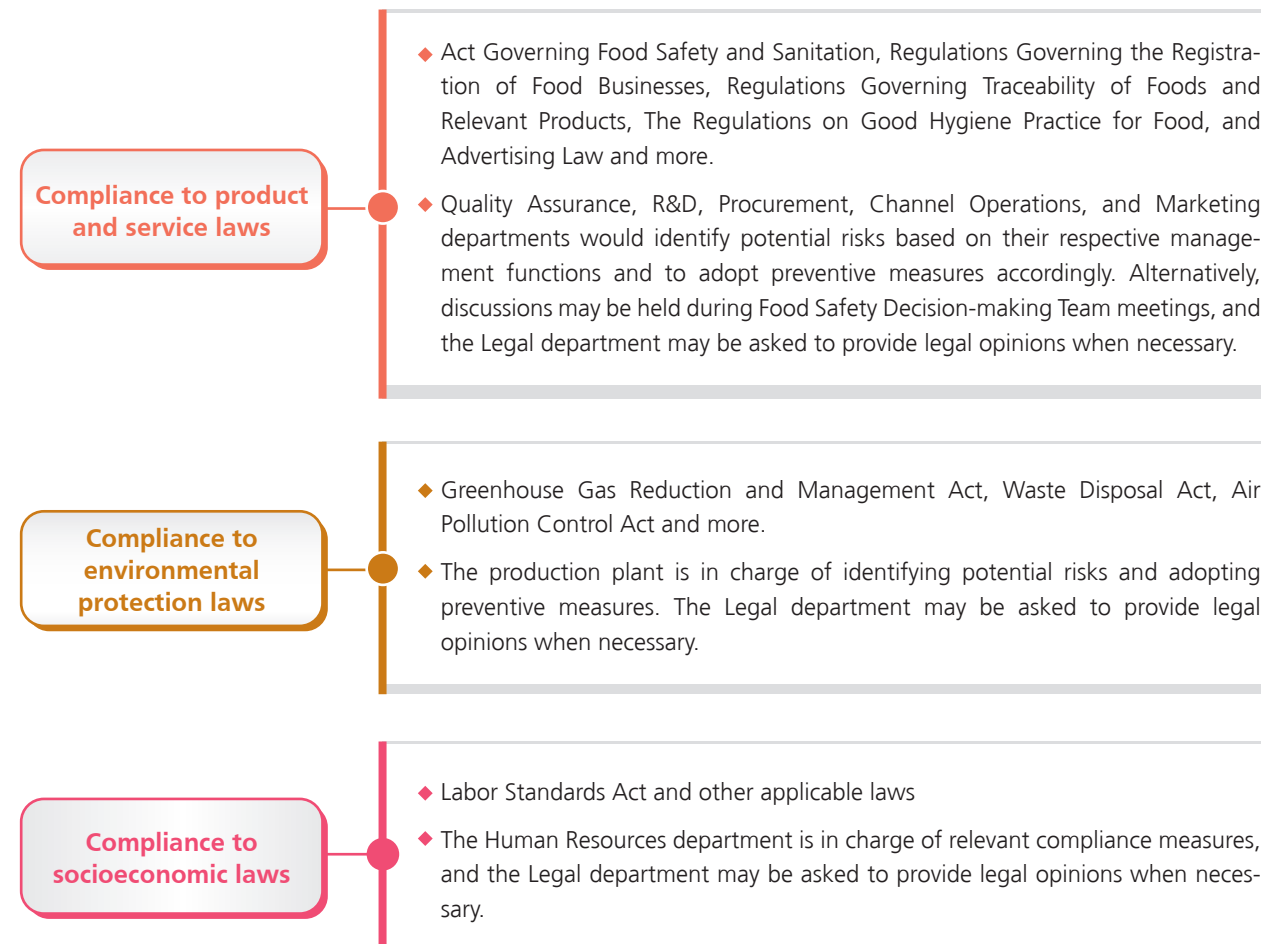 Compliance to product
and service laws
◆ Act Governing Food Safety and Sanitation, Regulations Governing the Registra-
tion of Food Businesses, Regulations Governing Traceability of Foods and
Relevant Products, The Regulations on Good Hygiene Practice for Food, and
Advertising Law and more.
◆ Quality Assurance, R&D, Procurement, Channel Operations, and Marketing
departments would identify potential risks based on their respective manage-
ment functions and to adopt preventive measures accordingly. Alternatively,
discussions may be held during Food Safety Decision-making Team meetings, and
the Legal department may be asked to provide legal opinions when necessary.
Compliance to
environmental
protection laws
◆ Greenhouse Gas Reduction and Management Act, Waste Disposal Act, Air
Pollution Control Act and more.
◆ The production plant is in charge of identifying potential risks and adopting
preventive measures. The Legal department may be asked to provide legal
opinions when necessary.
Compliance to
socioeconomic laws
◆ Labor Standards Act and other applicable laws
◆ The Human Resources department is in charge of relevant compliance measures,
and the Legal department may be asked to provide legal opinions when neces-
sary.